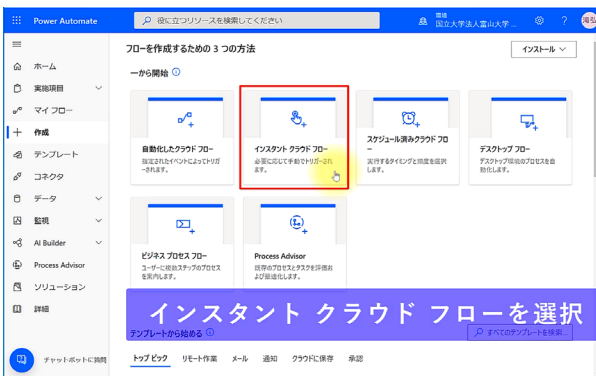 Power Automate
役に立つリソースを検索してください
環境
国立大学法人富山大学 ...
フローを作成するための 3 つの方法
インストール
一から開始
ホーム
実施項目
マイ フロー
作成
テンプレート
コネクタ
データ
監視
AI Builder
Process Advisor
ソリューション
詳細
チャットボットに質問
自動化したクラウド フロー
指定されたイベントによってトリガ
ーされます。
インスタント クラウド フロー
必要に応じて手動でトリガーされ
ます。
スケジュール済みクラウド フロ
ー
実行するタイミングと頻度を選択
します。
デスクトップ フロー
デスクトップ環境のプロセスを自
動化します。
ビジネス プロセス フロー
ユーザーに複数ステップのプロセス
を案内します。
Process Advisor
既存のプロセスとタスクを評価お
よび最適化します。
インスタント クラウド フローを選択
テンプレートから始める
すべてのテンプレートを検索...
トップ ピック
リモート作業
メール
通知
クラウドに保存
承認